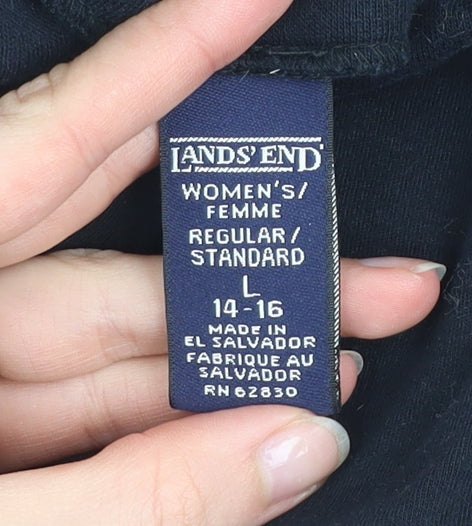 LANDS' END
WOMEN'S/
FEMME
REGULAR/
STANDARD
L
14-16
MADE IN
EL SALVADOR
FABRIQUE AU
SALVADOR
RN 62830